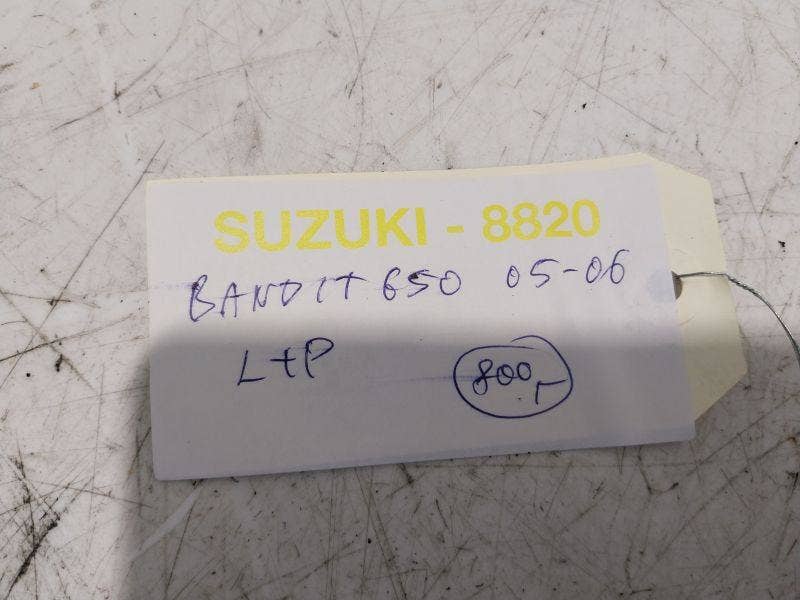 SUZUKI - 8820
BANDIT 650 05-06
L+P 800,-